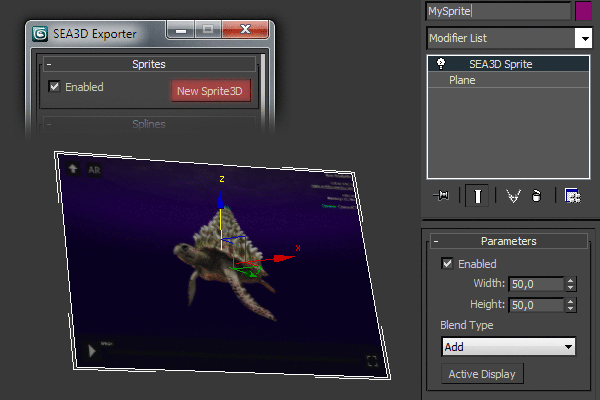 SEA3D Exporter
Sprites
Enabled
New Sprite3D
Splines
AR
z
x
MySprite
Modifier List
SEA3D Sprite
Plane
Parameters
Enabled
Width: 50,0
Height: 50,0
Blend Type
Add
Active Display